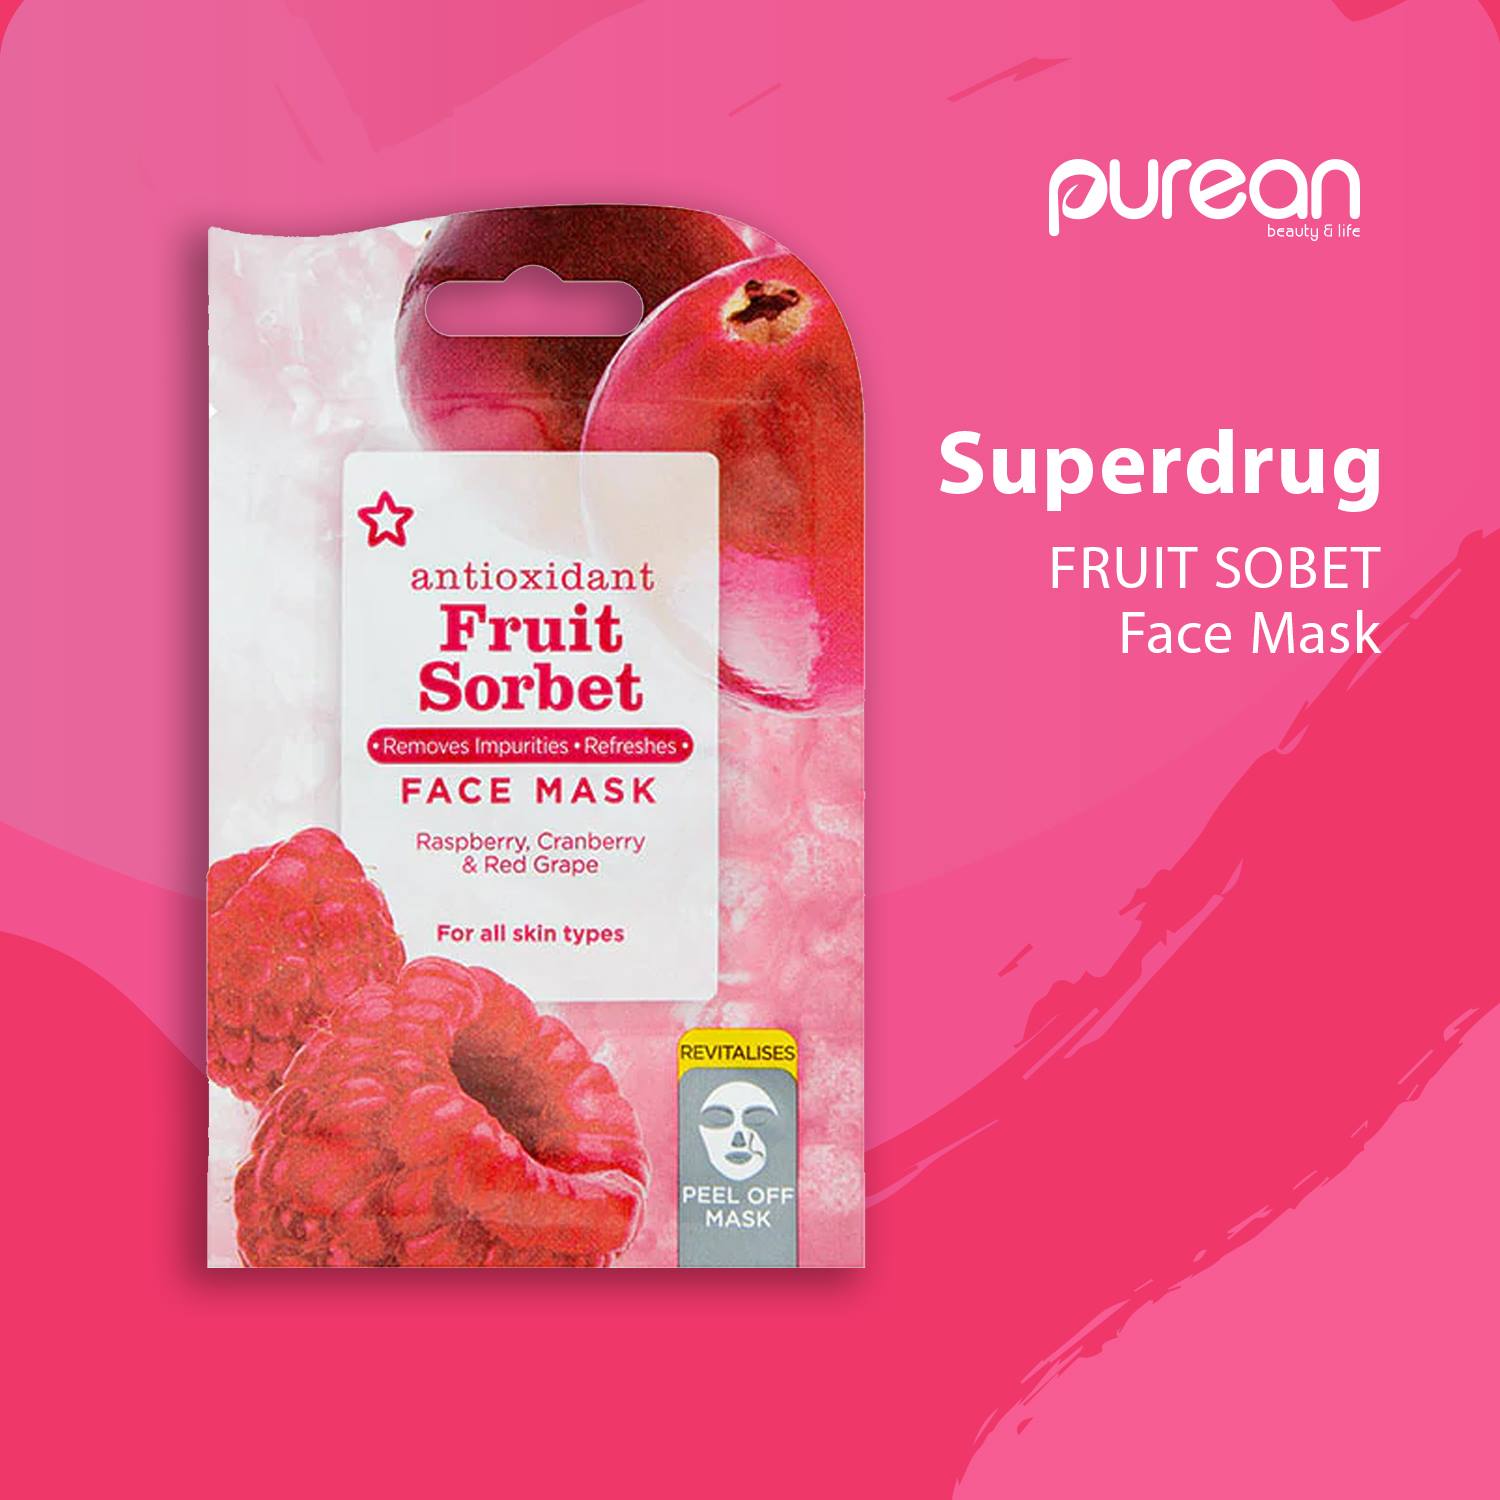 purean
beauty & life
Superdrug
FRUIT SOBET
Face Mask
antioxidant
Fruit
Sorbet
• Removes Impurities • Refreshes •
FACE MASK
Raspberry, Cranberry
& Red Grape
For all skin types
REVITALISES
PEEL OFF
MASK